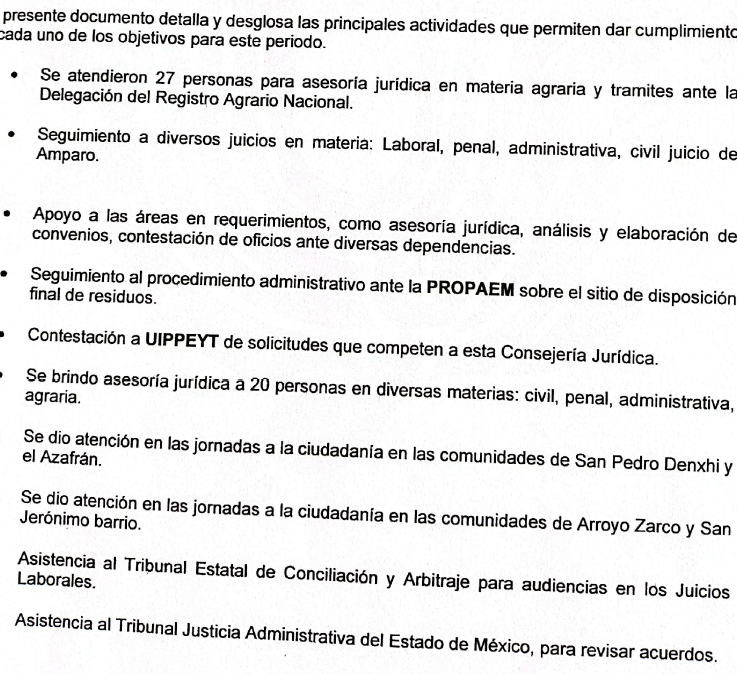 presente documento detalla y desglosa las principales actividades que permiten dar cumplimiento
cada uno de los objetivos para este periodo.
• Se atendieron 27 personas para asesoría jurídica en materia agraria y tramites ante la
Delegación del Registro Agrario Nacional.
• Seguimiento a diversos juicios en materia: Laboral, penal, administrativa, civil juicio de
Amparo.
• Apoyo a las áreas en requerimientos, como asesoría jurídica, análisis y elaboración de
convenios, contestación de oficios ante diversas dependencias.
• Seguimiento al procedimiento administrativo ante la PROPAEM sobre el sitio de disposición
final de residuos.
• Contestación a UIPPEYT de solicitudes que competen a esta Consejería Jurídica.
• Se brindo asesoría jurídica a 20 personas en diversas materias: civil, penal, administrativa,
agraria.
Se dio atención en las jornadas a la ciudadanía en las comunidades de San Pedro Denxhi y
el Azafrán.
Se dio atención en las jornadas a la ciudadanía en las comunidades de Arroyo Zarco y San
Jerónimo barrio.
Asistencia al Tribunal Estatal de Conciliación y Arbitraje para audiencias en los Juicios
Laborales.
Asistencia al Tribunal Justicia Administrativa del Estado de México, para revisar acuerdos.